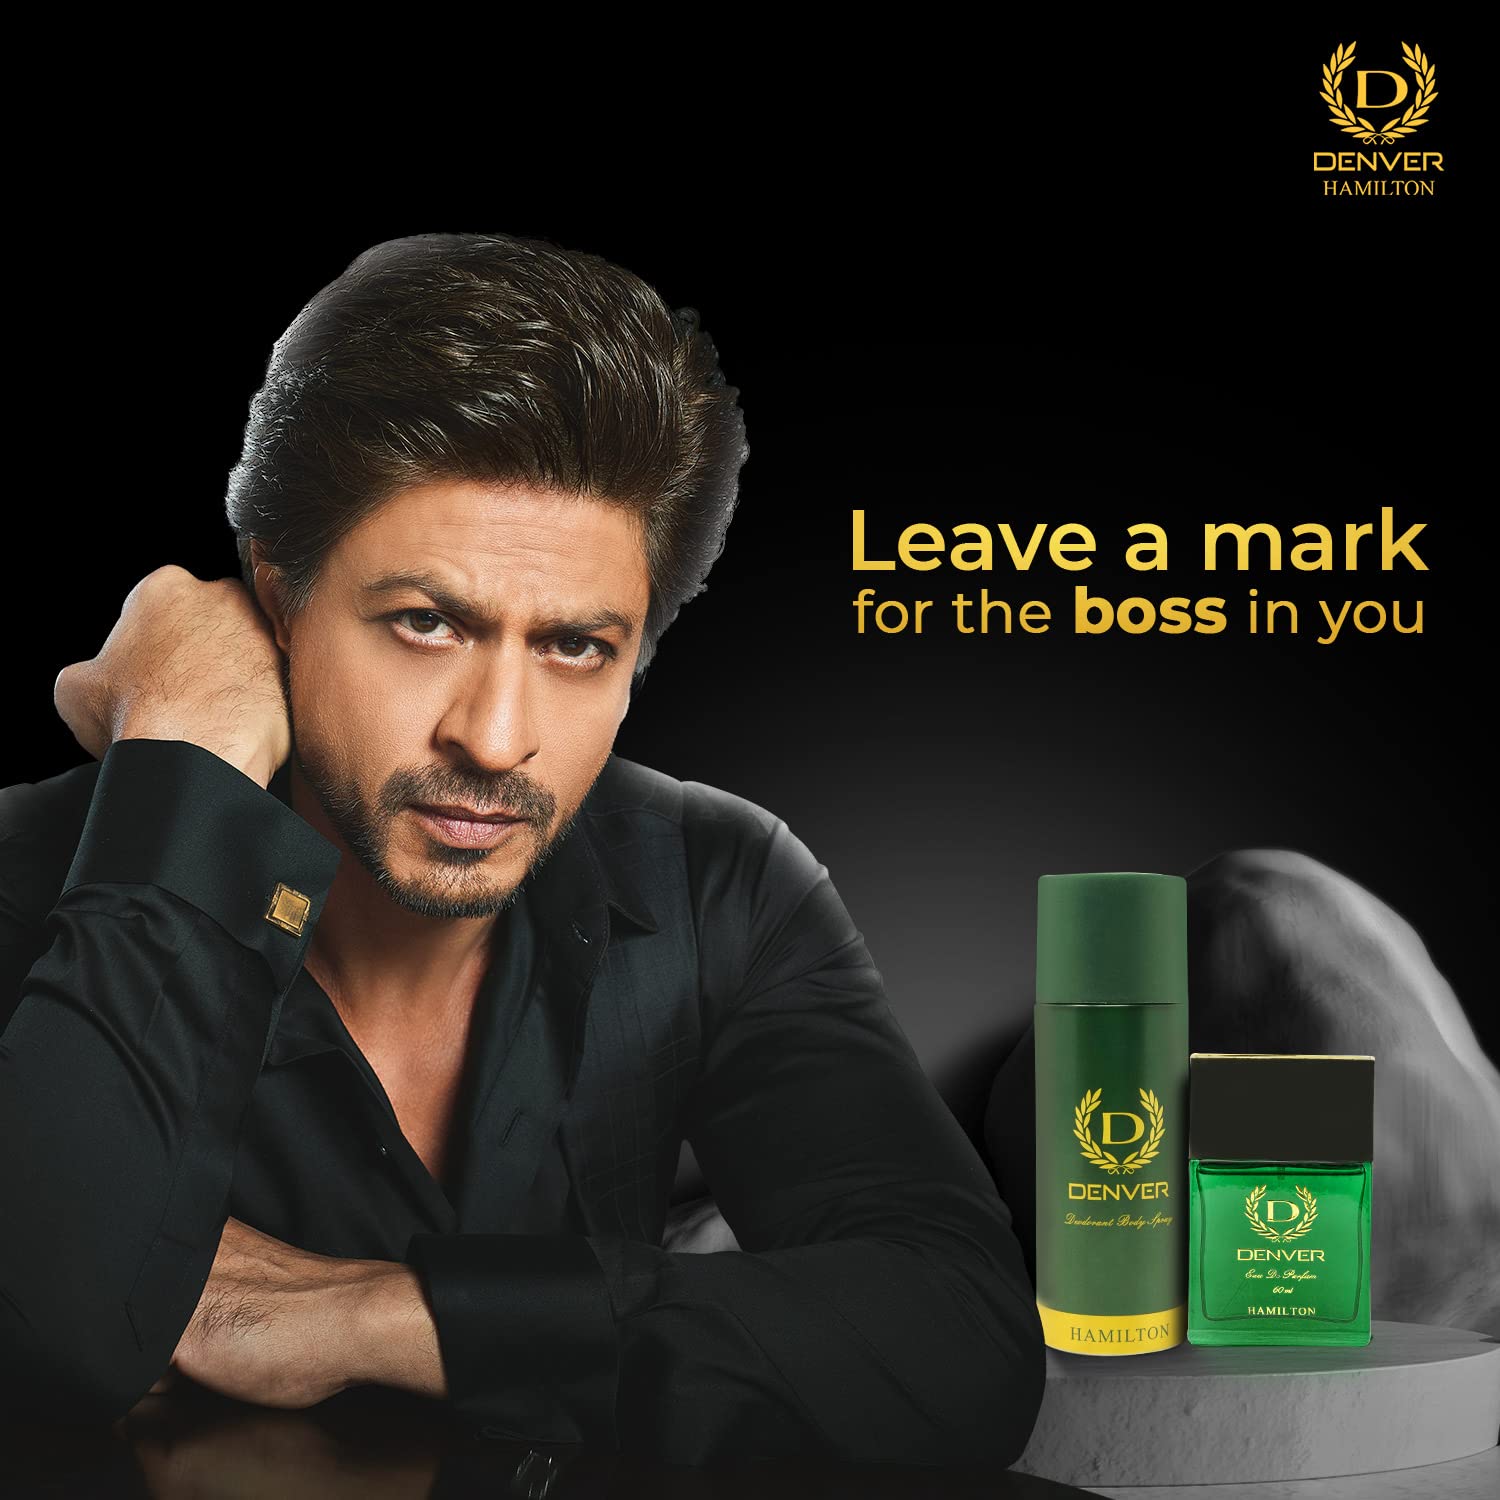 D
DENVER
HAMILTON
Leave a mark
for the boss in you
D
DENVER
Deodorant Body Spray
HAMILTON
D
DENVER
Eau De Parfum
60 ml
HAMILTON